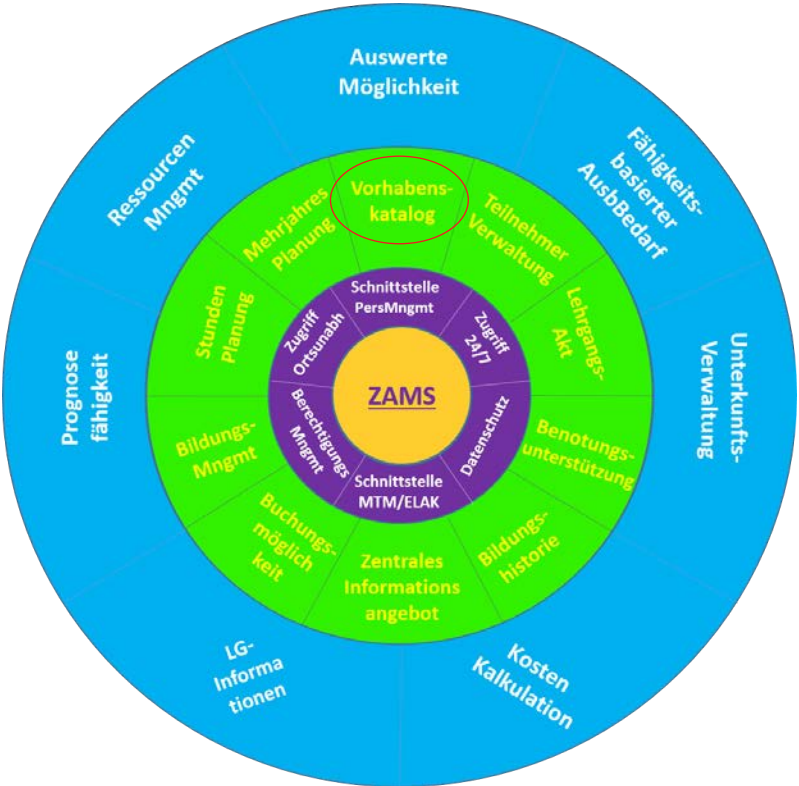 Auswerte
Möglichkeit
Fähigkeits-
basierter
AusbBedarf
Unterkunfts-
Verwaltung
Kosten
Kalkulation
LG-
Informa
tionen
Prognose
fähigkeit
Ressourcen
Mngmt
Vorhabens-
katalog
Teilnehmer
Verwaltung
Lehrgangs-
Akt
Benotungs-
unterstützung
Bildungs-
historie
Zentrales
Informations
angebot
Buchungs-
möglich
keit
Bildungs-
Mngmt
Stunden
Planung
Mehrjahres
Planung
Schnittstelle
PersMngmt
Zugriff
24/7
Datenschutz
Schnittstelle
MTM/ELAK
Berechtigungs
Mngmt
Zugriff
Ortsunabh
ZAMS